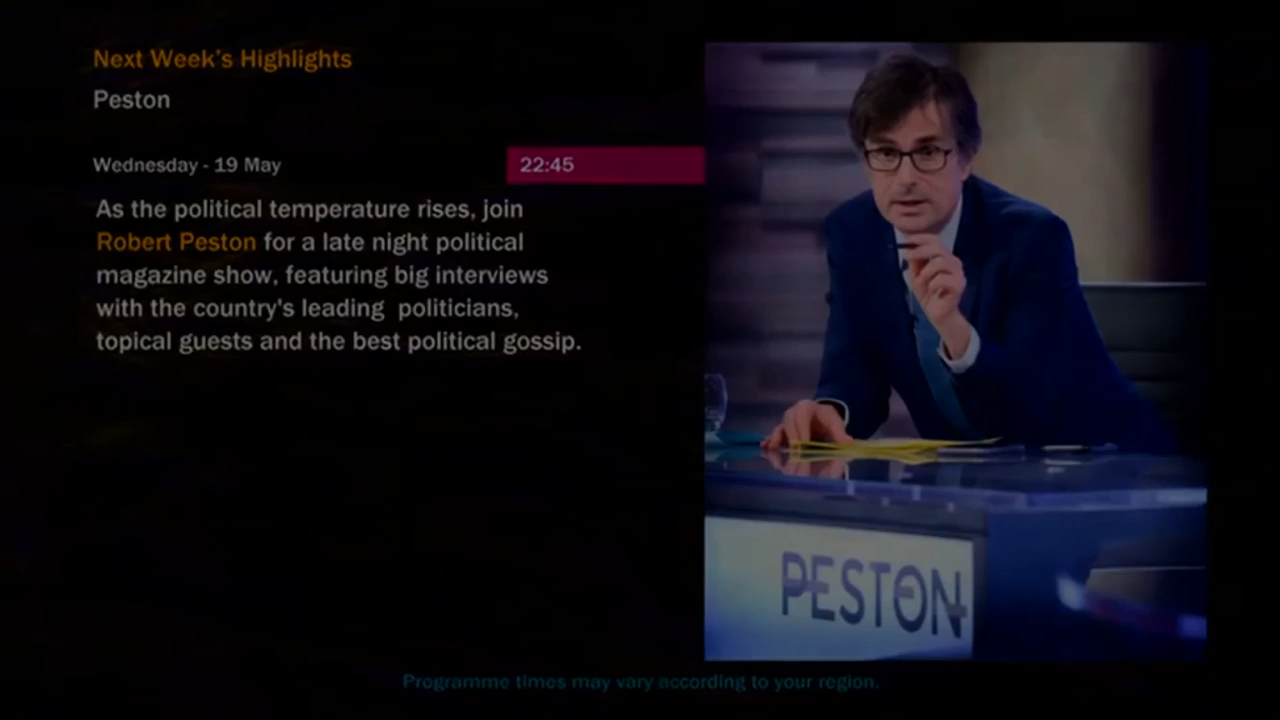 Next Week's Highlights
Peston
Wednesday - 19 May
22:45
As the political temperature rises, join
Robert Peston for a late night political
magazine show, featuring big interviews
with the country's leading  politicians,
topical guests and the best political gossip.
PESTON
Programme times may vary according to your region.